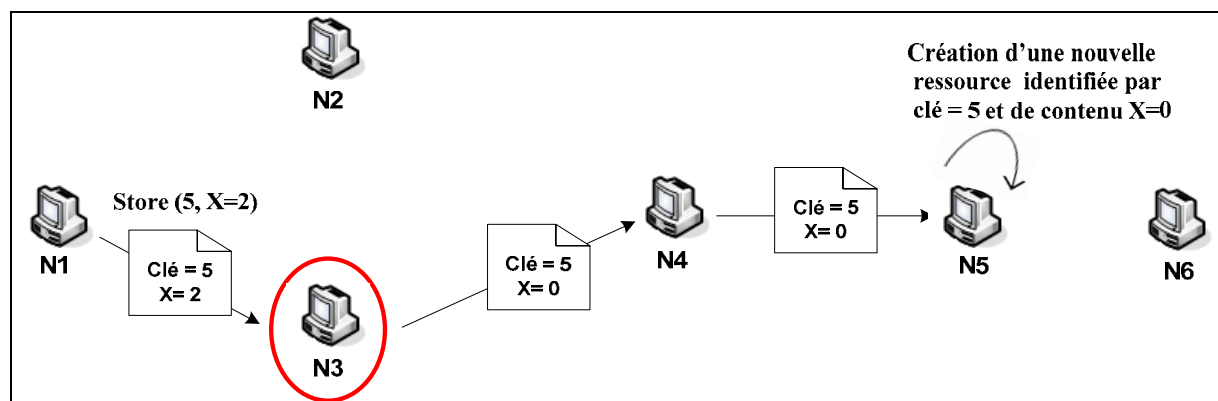 N2
Création d'une nouvelle
ressource identifiée par
clé = 5 et de contenu X=0
Store (5, X=2)
N1
Clé = 5
X= 2
N3
Clé = 5
X= 0
N4
Clé = 5
X= 0
N5
N6